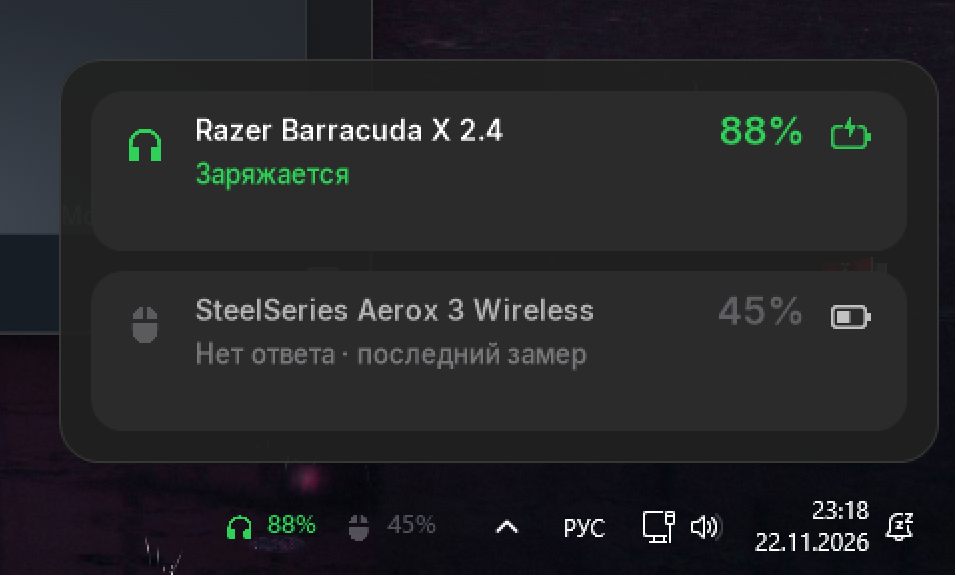 Razer Barracuda X 2.4
88%
Заряжается
SteelSeries Aerox 3 Wireless
45%
Нет ответа · последний замер
88% 45% РУС 23:18
22.11.2026